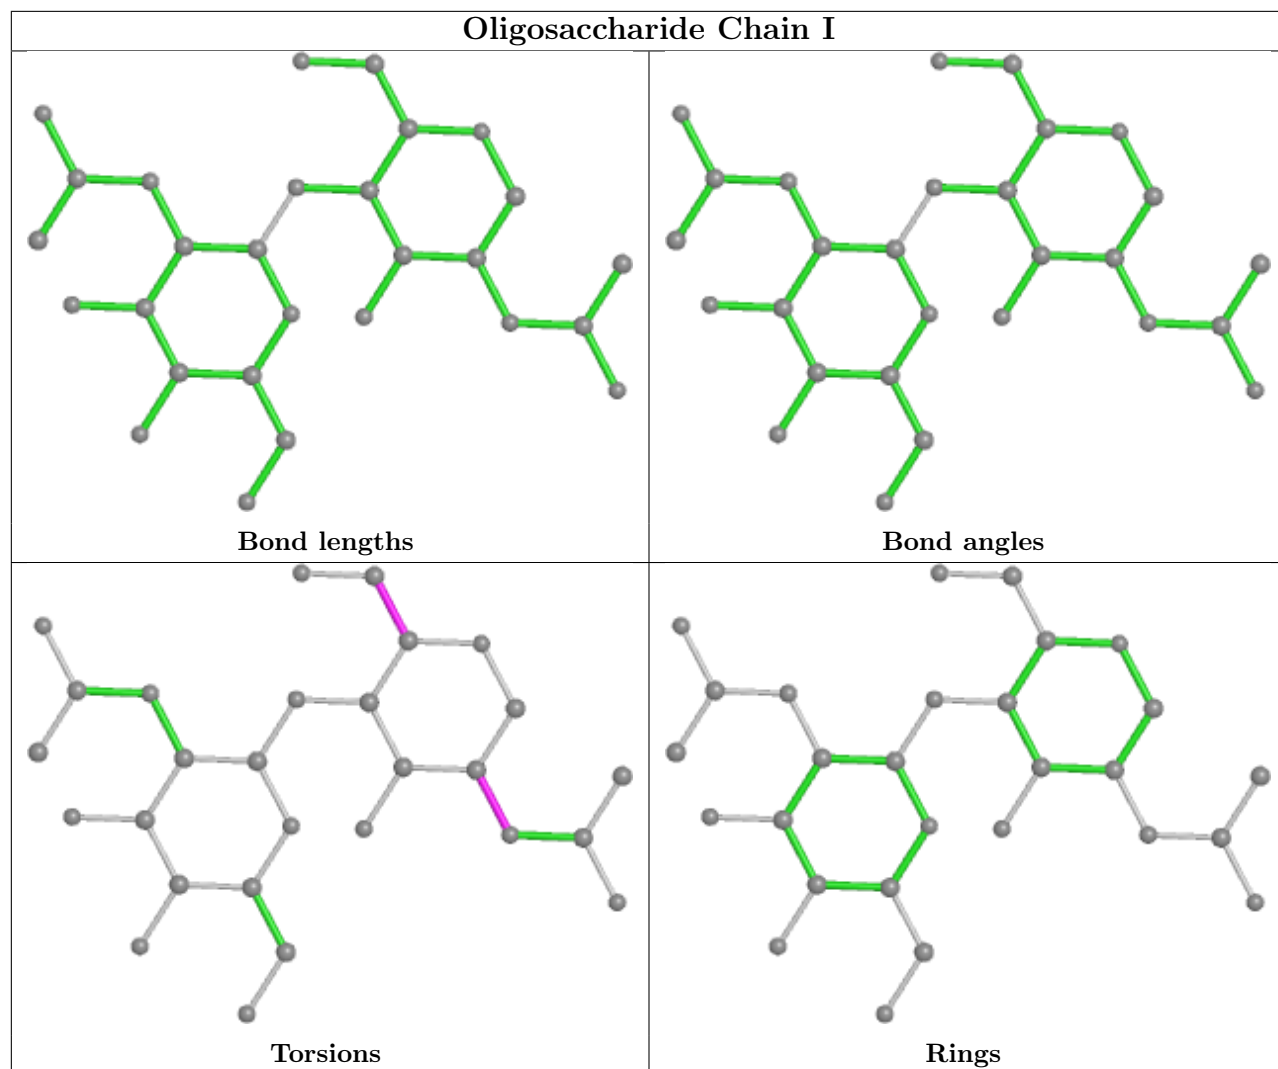 Oligosaccharide Chain I
Bond lengths
Bond angles
Torsions
Rings